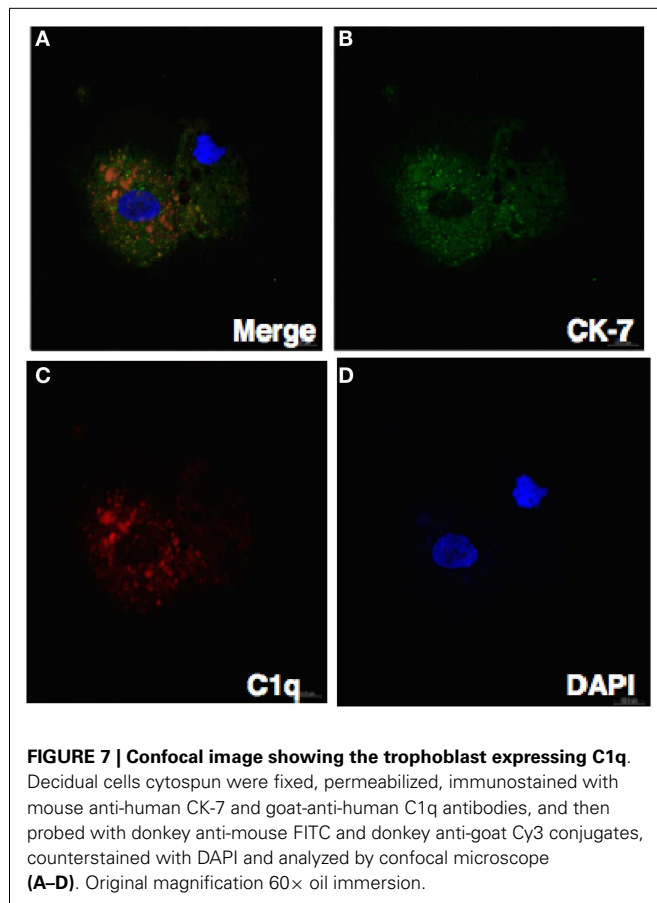 A
B
Merge
CK-7
C
D
C1q
DAPI
FIGURE 7 | Confocal image showing the trophoblast expressing C1q.
Decidual cells cytospun were fixed, permeabilized, immunostained with
mouse anti-human CK-7 and goat-anti-human C1q antibodies, and then
probed with donkey anti-mouse FITC and donkey anti-goat Cy3 conjugates,
counterstained with DAPI and analyzed by confocal microscope
(A–D). Original magnification 60× oil immersion.